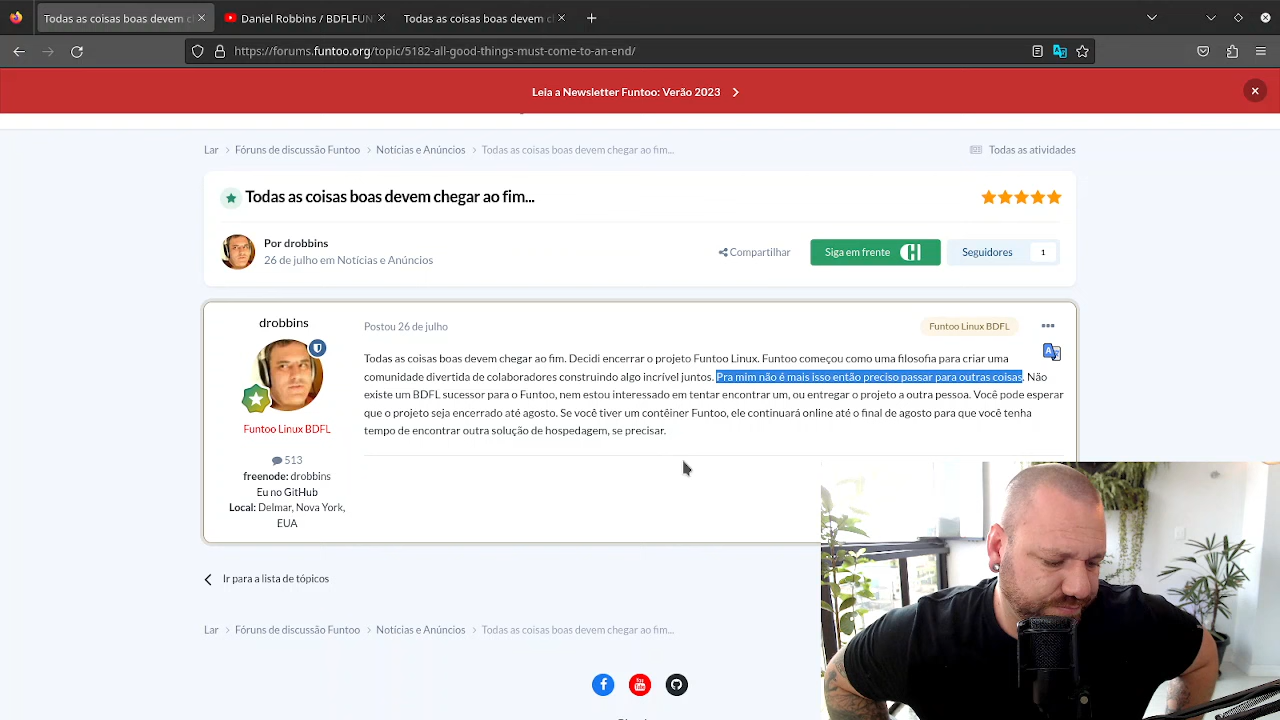 Todas as coisas boas devem c
Daniel Robbins / BDFLFUN
Todas as coisas boas devem c
https://forums.funtoo.org/topic/5182-all-good-things-must-come-to-an-end/
Leia a Newsletter Funtoo: Verão 2023
Lar > Fóruns de discussão Funtoo > Notícias e Anúncios > Todas as coisas boas devem chegar ao fim...
Todas as atividades
Todas as coisas boas devem chegar ao fim...
Por drobbins
26 de julho em Notícias e Anúncios
Compartilhar
Siga em frente
Seguidores 1
drobbins
Postou 26 de julho
Funtoo Linux BDFL
Todas as coisas boas devem chegar ao fim. Decidi encerrar o projeto Funtoo Linux. Funtoo começou como uma filosofia para criar uma
comunidade divertida de colaboradores construindo algo incrível juntos. Pra mim não é mais isso então preciso passar para outras coisas. Não
existe um BDFL sucessor para o Funtoo, nem estou interessado em tentar encontrar um, ou entregar o projeto a outra pessoa. Você pode esperar
que o projeto seja encerrado até agosto. Se você tiver um contêiner Funtoo, ele continuará online até o final de agosto para que você tenha
tempo de encontrar outra solução de hospedagem, se precisar.
Funtoo Linux BDFL
513
freenode: drobbins
Eu no GitHub
Local: Delmar, Nova York,
EUA
Ir para a lista de tópicos
Lar > Fóruns de discussão Funtoo > Notícias e Anúncios > Todas as coisas boas devem chegar ao fim...